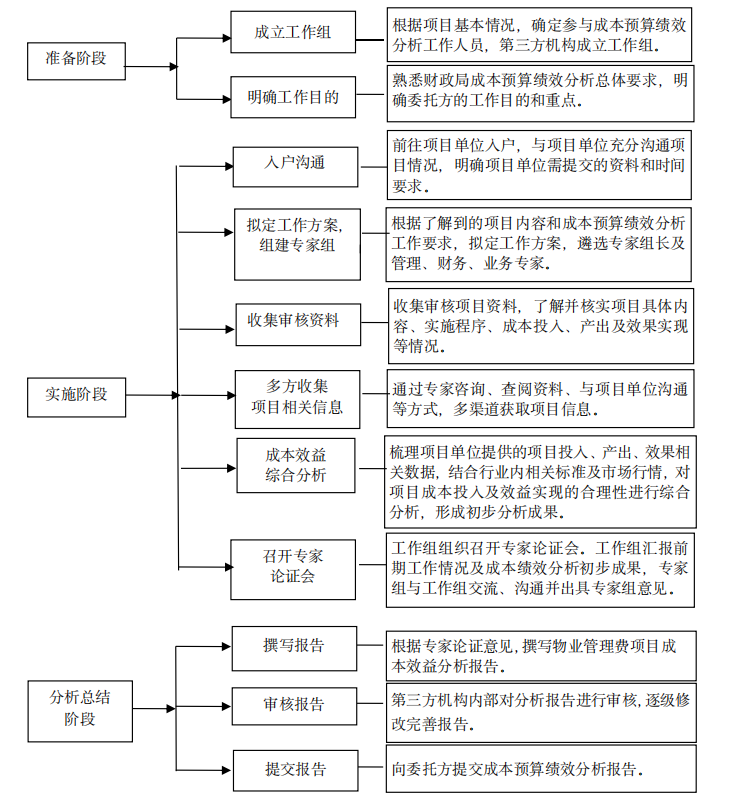 准备阶段
成立工作组
根据项目基本情况，确定参与成本预算绩效
分析工作人员，第三方机构成立工作组。
明确工作目的
熟悉财政局成本预算绩效分析总体要求，明
确委托方的工作目的和重点。
实施阶段
入户沟通
前往项目单位入户，与项目单位充分沟通项
目情况，明确项目单位需提交的资料和时间
要求。
拟定工作方案，
组建专家组
根据了解到的项目内容和成本预算绩效分析
工作要求，拟定工作方案，遴选专家组长及
管理、财务、业务专家。
收集审核资料
收集审核项目资料，了解并核实项目具体内
容、实施程序、成本投入、产出及效果实现
等情况。
多方收集
项目相关信息
通过专家咨询、查阅资料、与项目单位沟通
等方式，多渠道获取项目信息。
成本效益
综合分析
梳理项目单位提供的项目投入、产出、效果相
关数据，结合行业内相关标准及市场行情，对
项目成本投入及效益实现的合理性进行综合
分析，形成初步分析成果。
召开专家
论证会
工作组组织召开专家论证会。工作组汇报前
期工作情况及成本绩效分析初步成果，专家
组与工作组交流、沟通并出具专家组意见。
分析总结
阶段
撰写报告
根据专家论证意见,撰写物业管理费项目成
本效益分析报告。
审核报告
第三方机构内部对分析报告进行审核,逐级修
改完善报告。
提交报告
向委托方提交成本预算绩效分析报告。